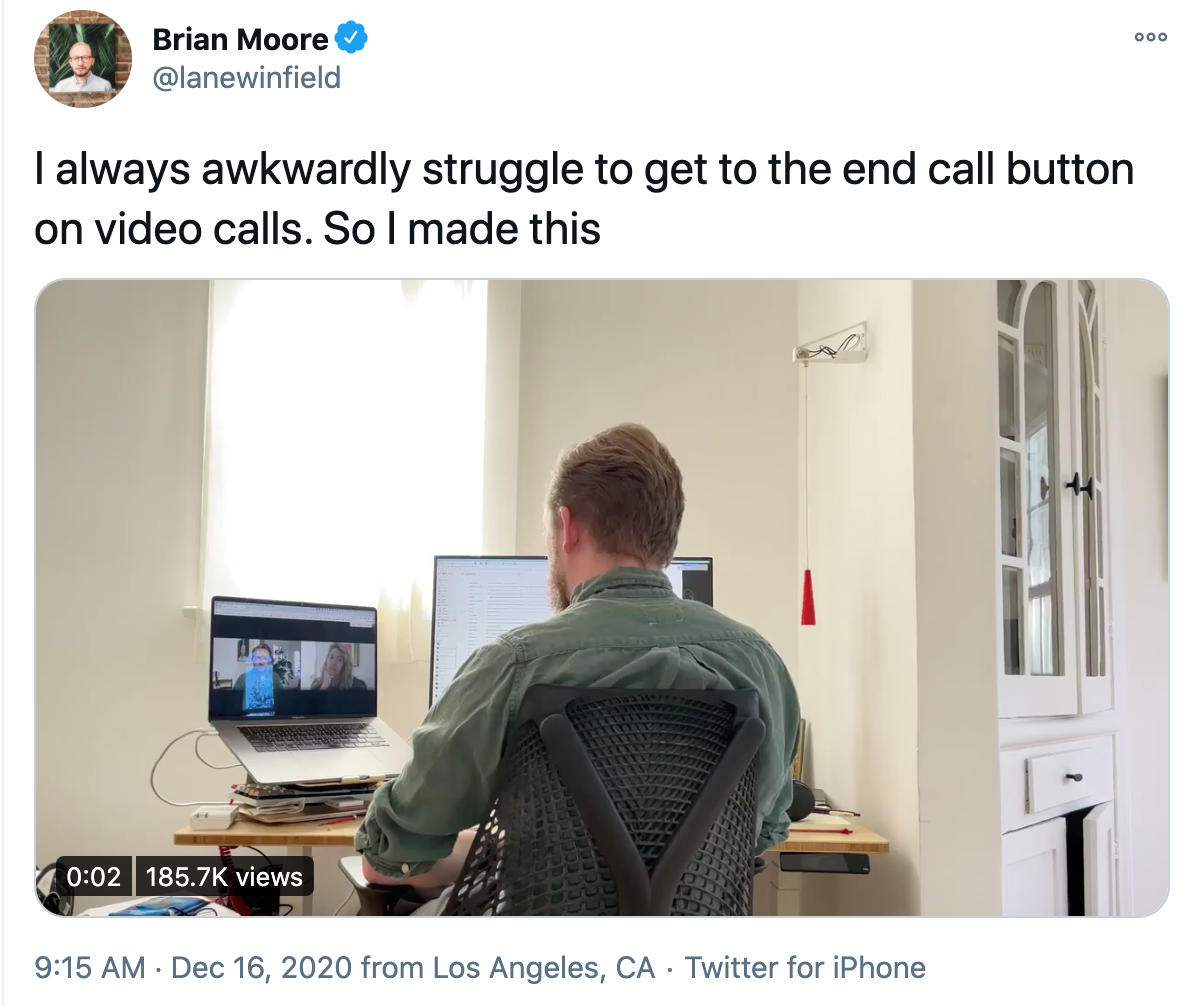 Brian Moore
@lanewinfield
I always awkwardly struggle to get to the end call button
on video calls. So I made this
0:02 185.7K views
9:15 AM · Dec 16, 2020 from Los Angeles, CA · Twitter for iPhone